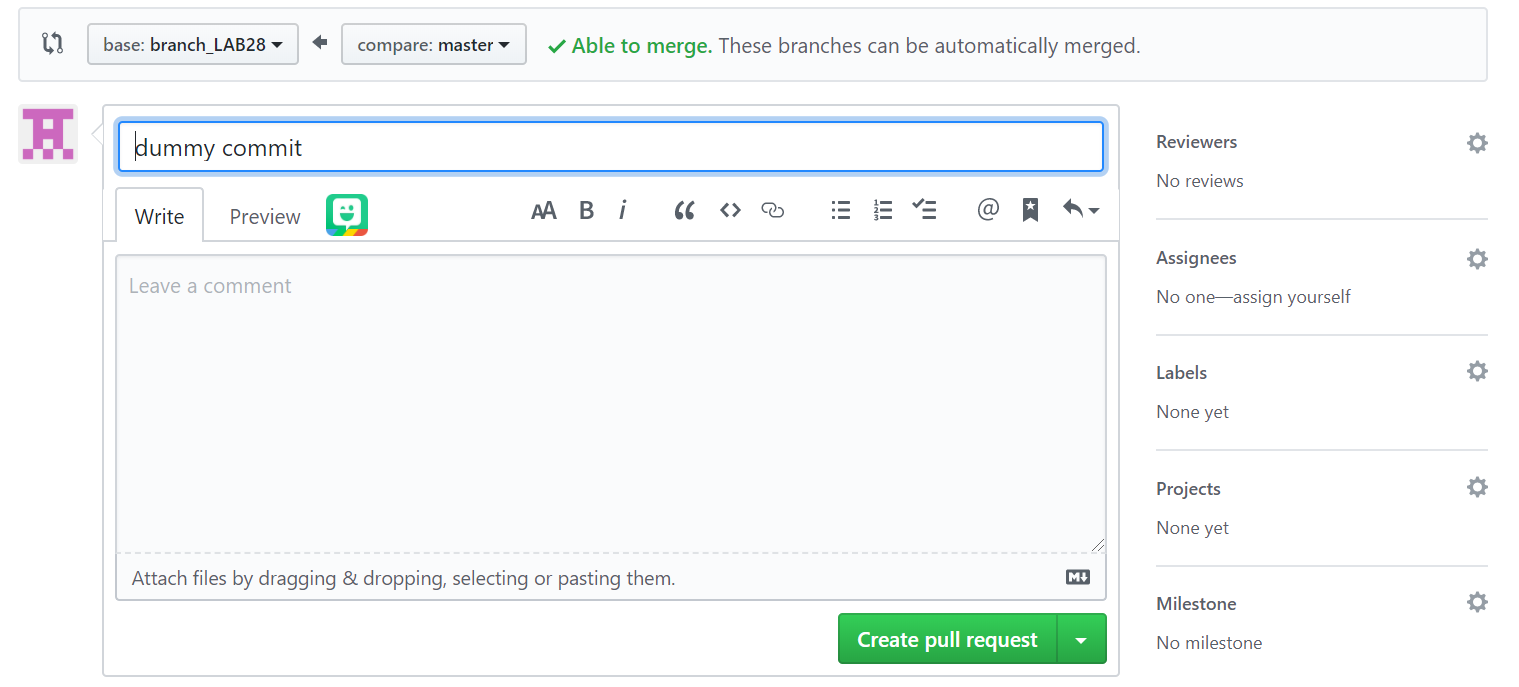 base: branch_LAB28 compare: master Able to merge. These branches can be automatically merged.
dummy commit
Write Preview AA B i @
Leave a comment
Attach files by dragging & dropping, selecting or pasting them.
Create pull request
Reviewers
No reviews
Assignees
No one—assign yourself
Labels
None yet
Projects
None yet
Milestone
No milestone